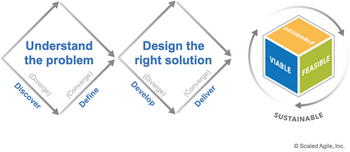 Understand
the problem
(Diverge)
Discover
(Converge)
Define
Design the
right solution
(Diverge)
Develop
(Converge)
Deliver
DESIRABLE
VIABLE
FEASIBLE
SUSTAINABLE
© Scaled Agile, Inc.